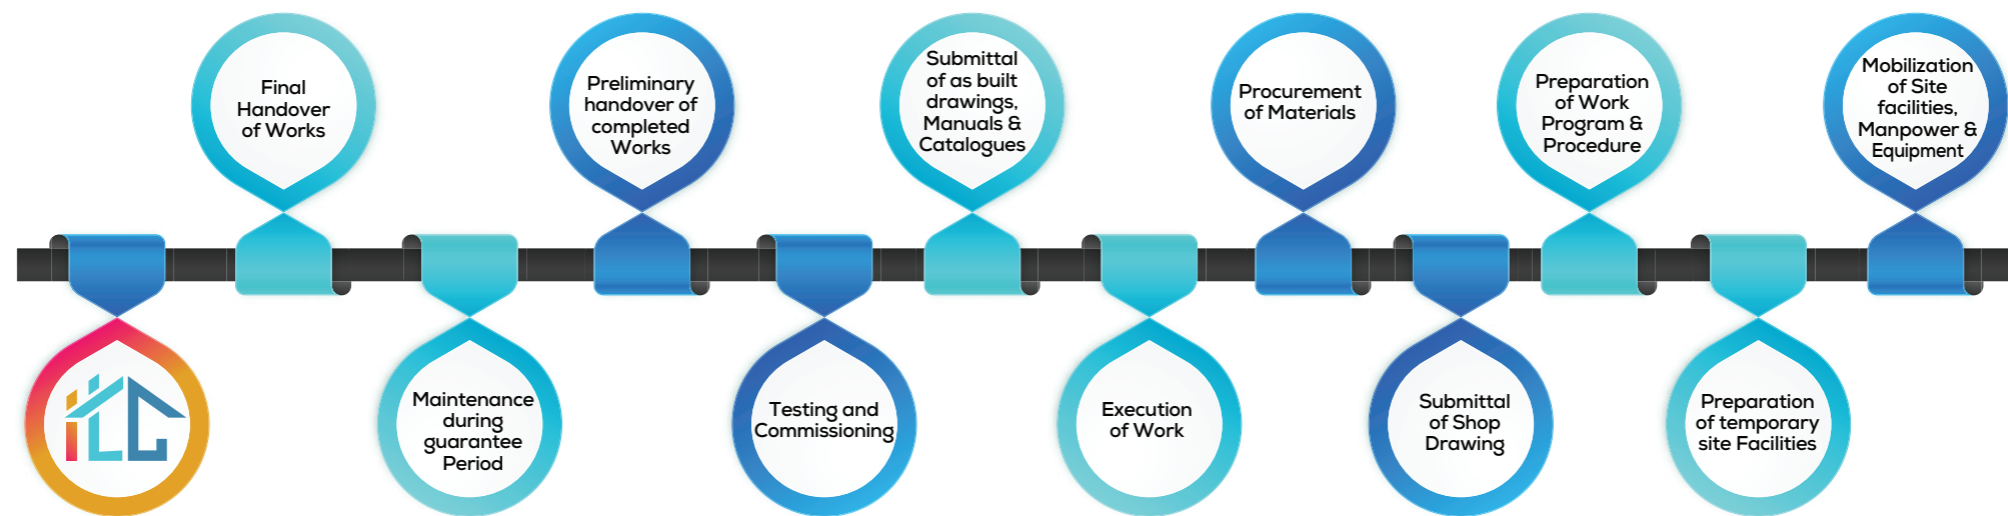 Final
Handover
of Works
Preliminary
handover of
completed
Works
Submittal
of as built
drawings,
Manuals &
Catalogues
Procurement
of Materials
Preparation
of Work
Program &
Procedure
Mobilization
of Site
facilities,
Manpower &
Equipment
iLC
Maintenance
during
guarantee
Period
Testing and
Commissioning
Execution
of Work
Submittal
of Shop
Drawing
Preparation
of temporary
site Facilities